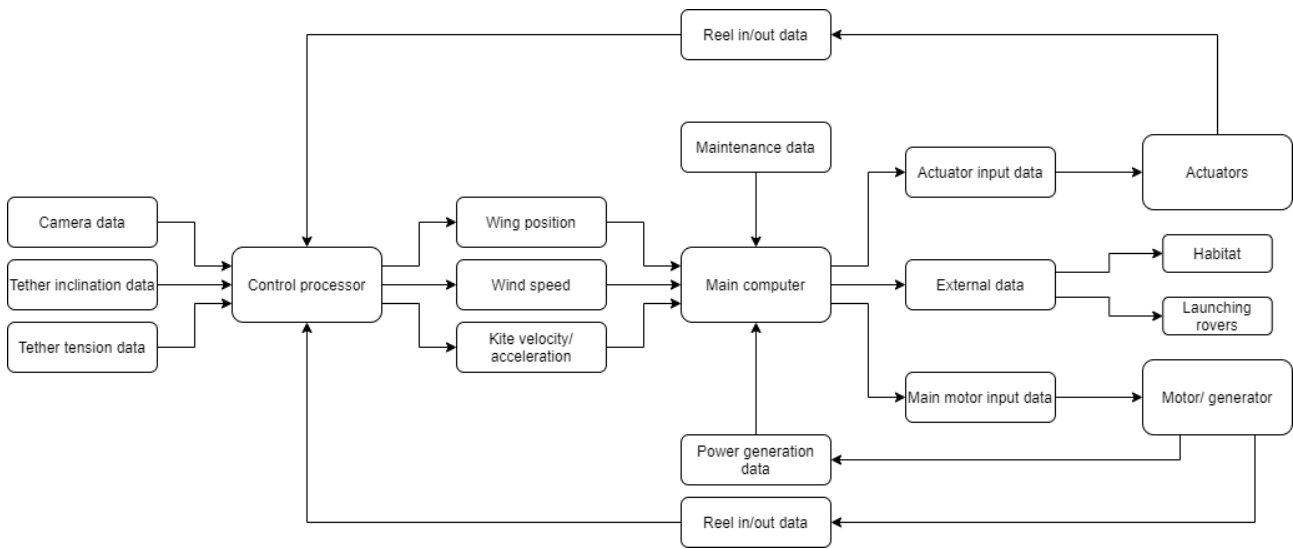 Reel in/out data
Maintenance data
Actuator input data
Actuators
Camera data
Wing position
Habitat
Tether inclination data
Control processor
Wind speed
Main computer
External data
Launching
rovers
Tether tension data
Kite velocity/
acceleration
Main motor input data
Motor/ generator
Power generation
data
Reel in/out data